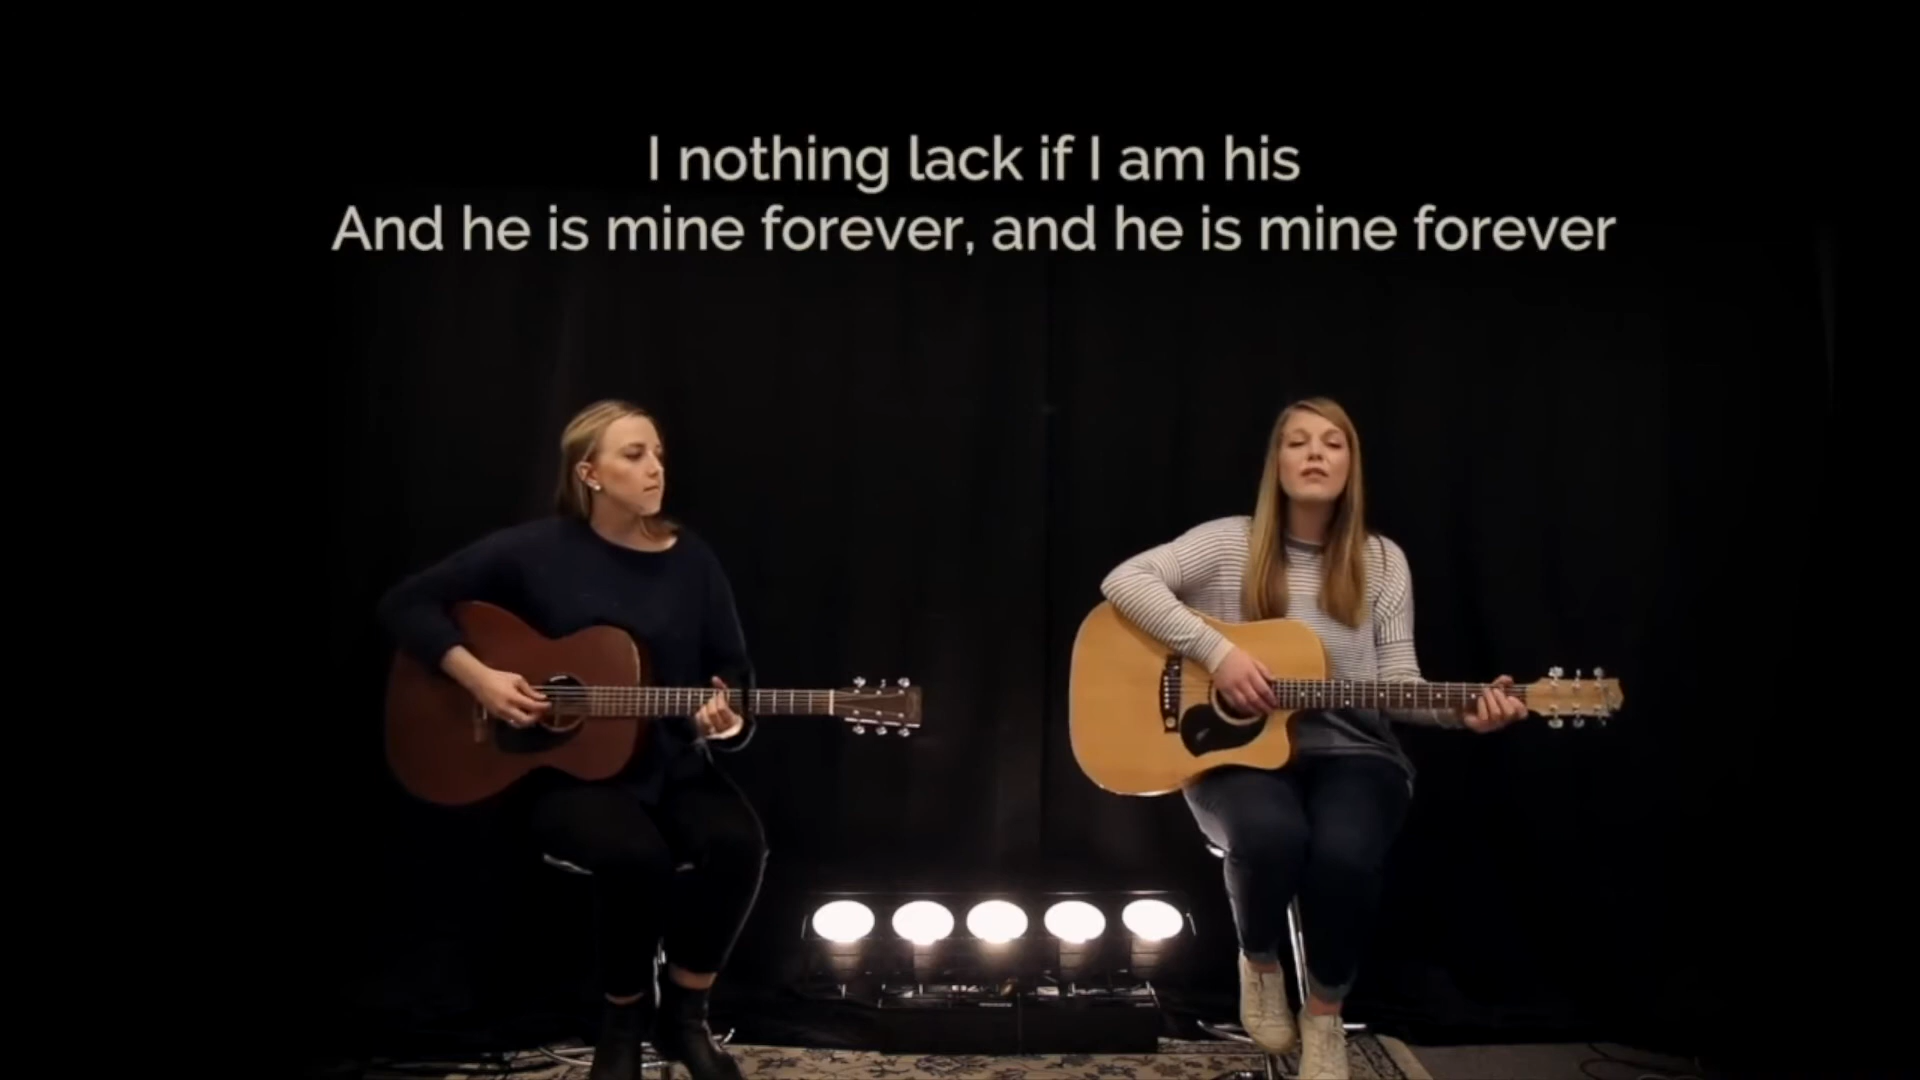 I nothing lack if I am his
And he is mine forever, and he is mine forever